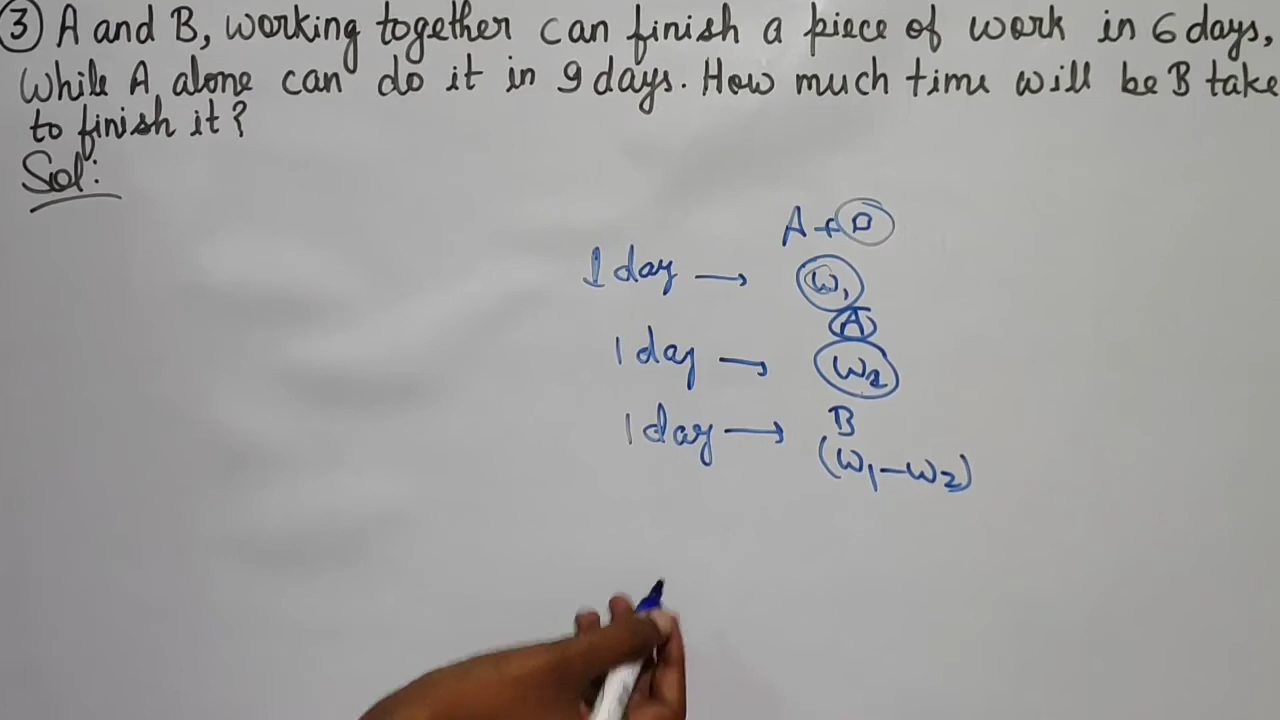 ③ A and B, working together can finish a piece of work in 6 days,
while A alone can do it in 9 days. How much time will be B take
to finish it?
Sol:
A + B
1 day → W₁
A
1 day → W₂
B
1 day → (W₁-W₂)